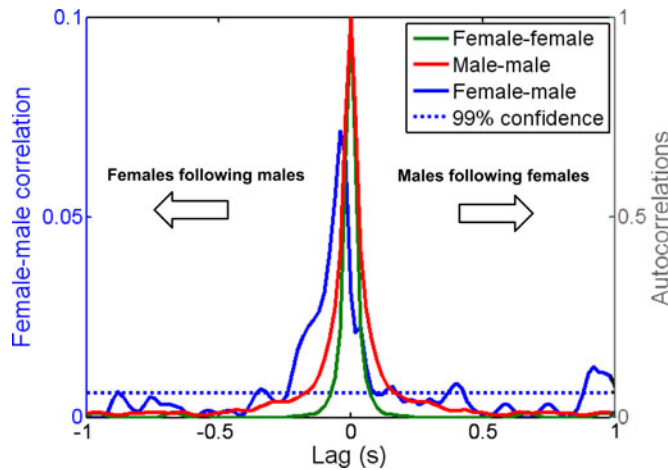 0.1
1
Female-female
Male-male
Female-male
99% confidence
Females following males
Males following females
0.05
0.5
Female-male correlation
Autocorrelations
0
0
-1
-0.5
0
0.5
1
Lag (s)